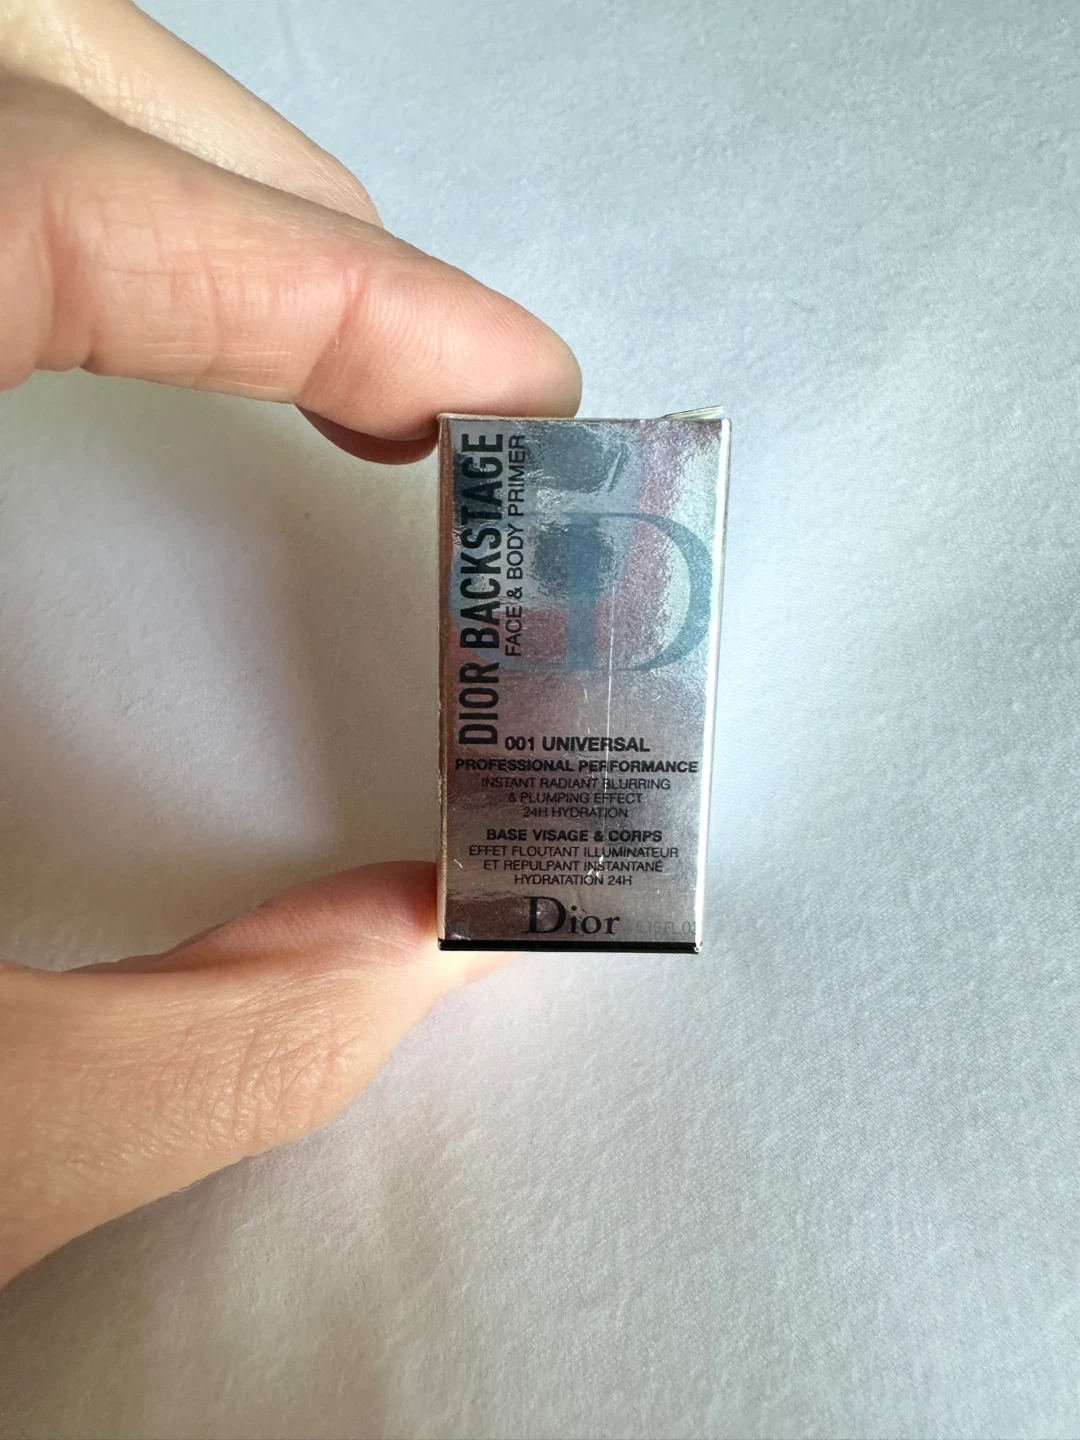 DIOR BACKSTAGE
FACE & BODY PRIMER
D
001 UNIVERSAL
PROFESSIONAL PERFORMANCE
INSTANT RADIANT BLURRING
& PLUMPING EFFECT
24H HYDRATION
BASE VISAGE & CORPS
EFFET FLOUTANT ILLUMINATEUR
ET REPULPANT INSTANTANÉ
HYDRATATION 24H
Dior